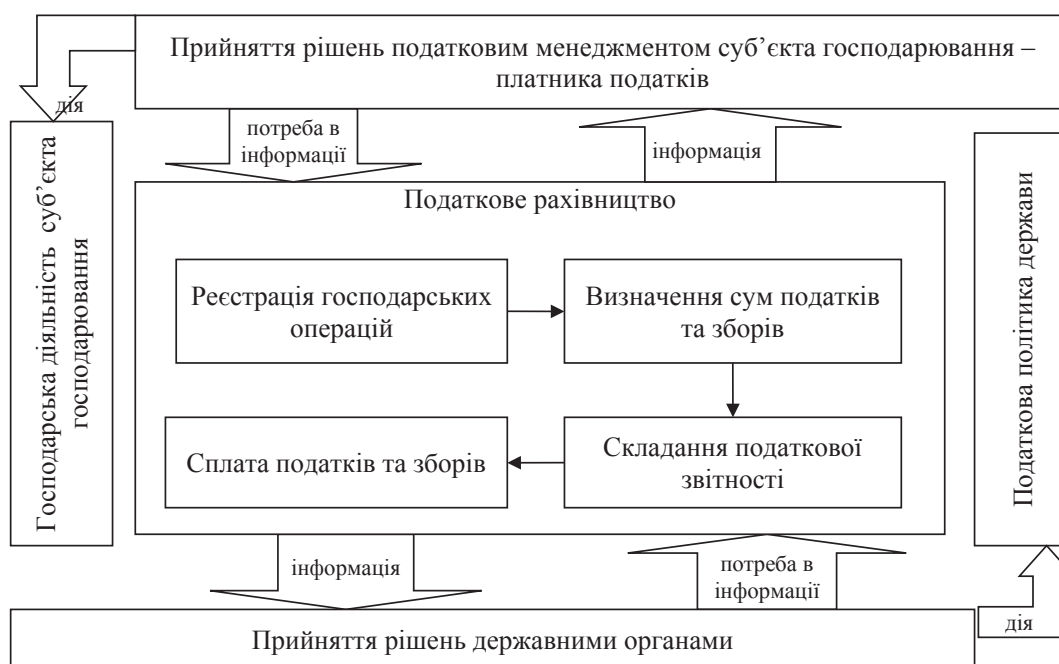 Прийняття рішень податковим менеджментом суб’єкта господарювання –
платника податків
дія
потреба в
інформації
інформація
Господарська діяльність суб’єкта
господарювання
Податкове рахівництво
Реєстрація господарських
операцій
Визначення сум податків
та зборів
Сплата податків та зборів
Складання податкової
звітності
Податкова політика держави
інформація
потреба в
інформації
дія
Прийняття рішень державними органами